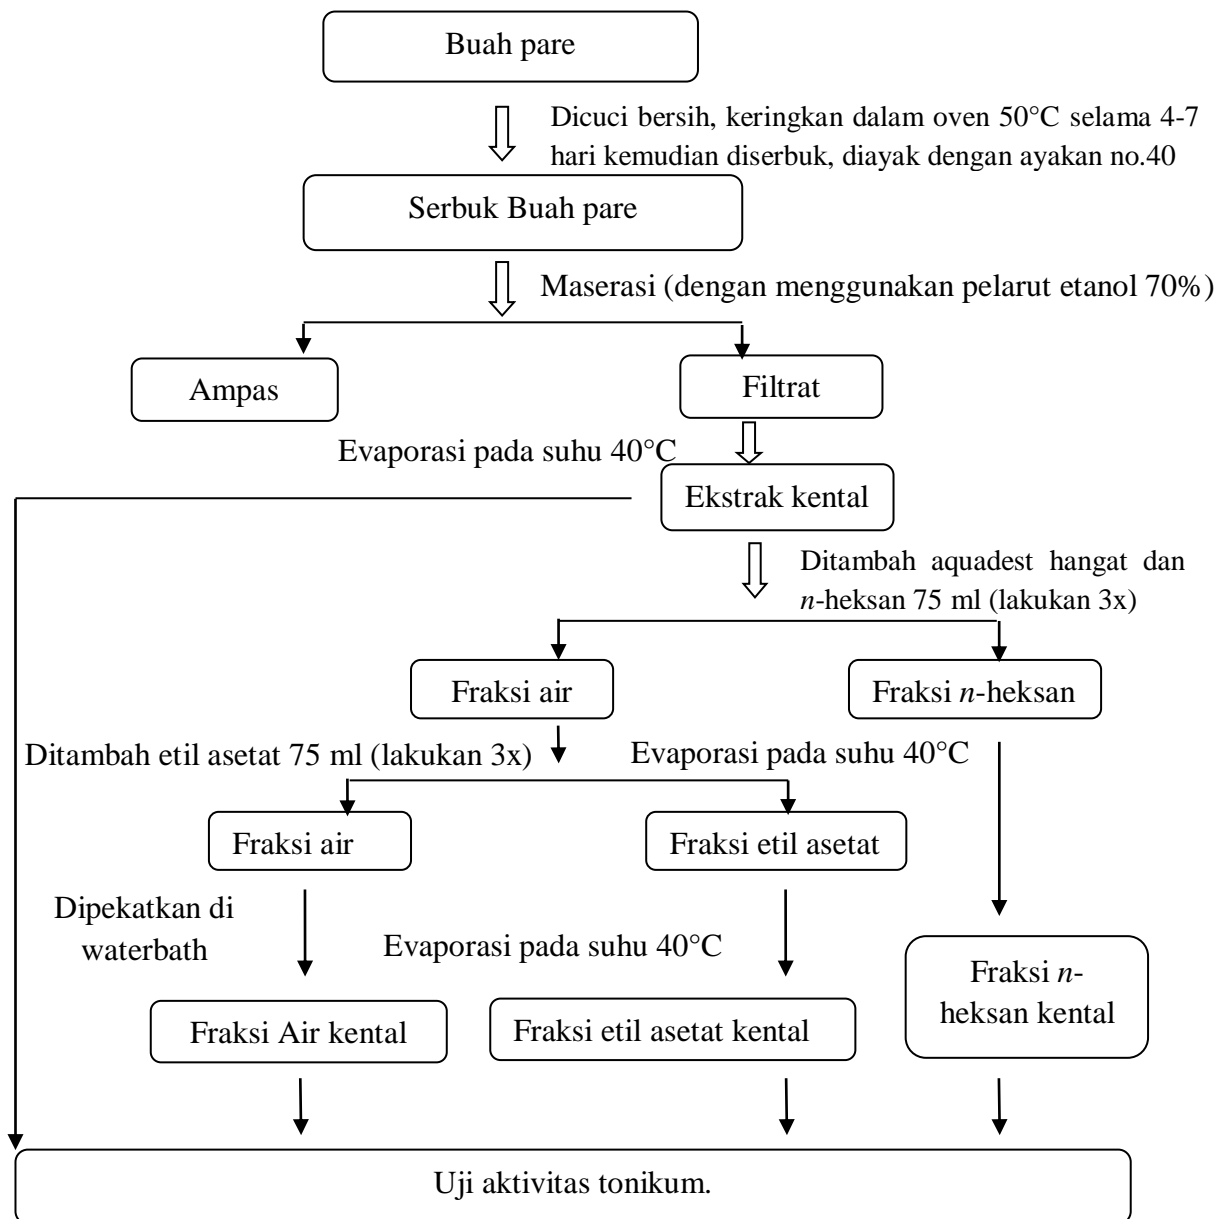 Buah pare
Dicuci bersih, keringkan dalam oven 50°C selama 4-7
hari kemudian diserbuk, diayak dengan ayakan no.40
Serbuk Buah pare
Maserasi (dengan menggunakan pelarut etanol 70%)
Ampas
Filtrat
Evaporasi pada suhu 40°C
Ekstrak kental
Ditambah aquadest hangat dan
n-heksan 75 ml (lakukan 3x)
Fraksi air
Fraksi n-heksan
Ditambah etil asetat 75 ml (lakukan 3x)
Evaporasi pada suhu 40°C
Fraksi air
Fraksi etil asetat
Dipekatkan di
waterbath
Evaporasi pada suhu 40°C
Fraksi n-
heksan kental
Fraksi Air kental
Fraksi etil asetat kental
Uji aktivitas tonikum.